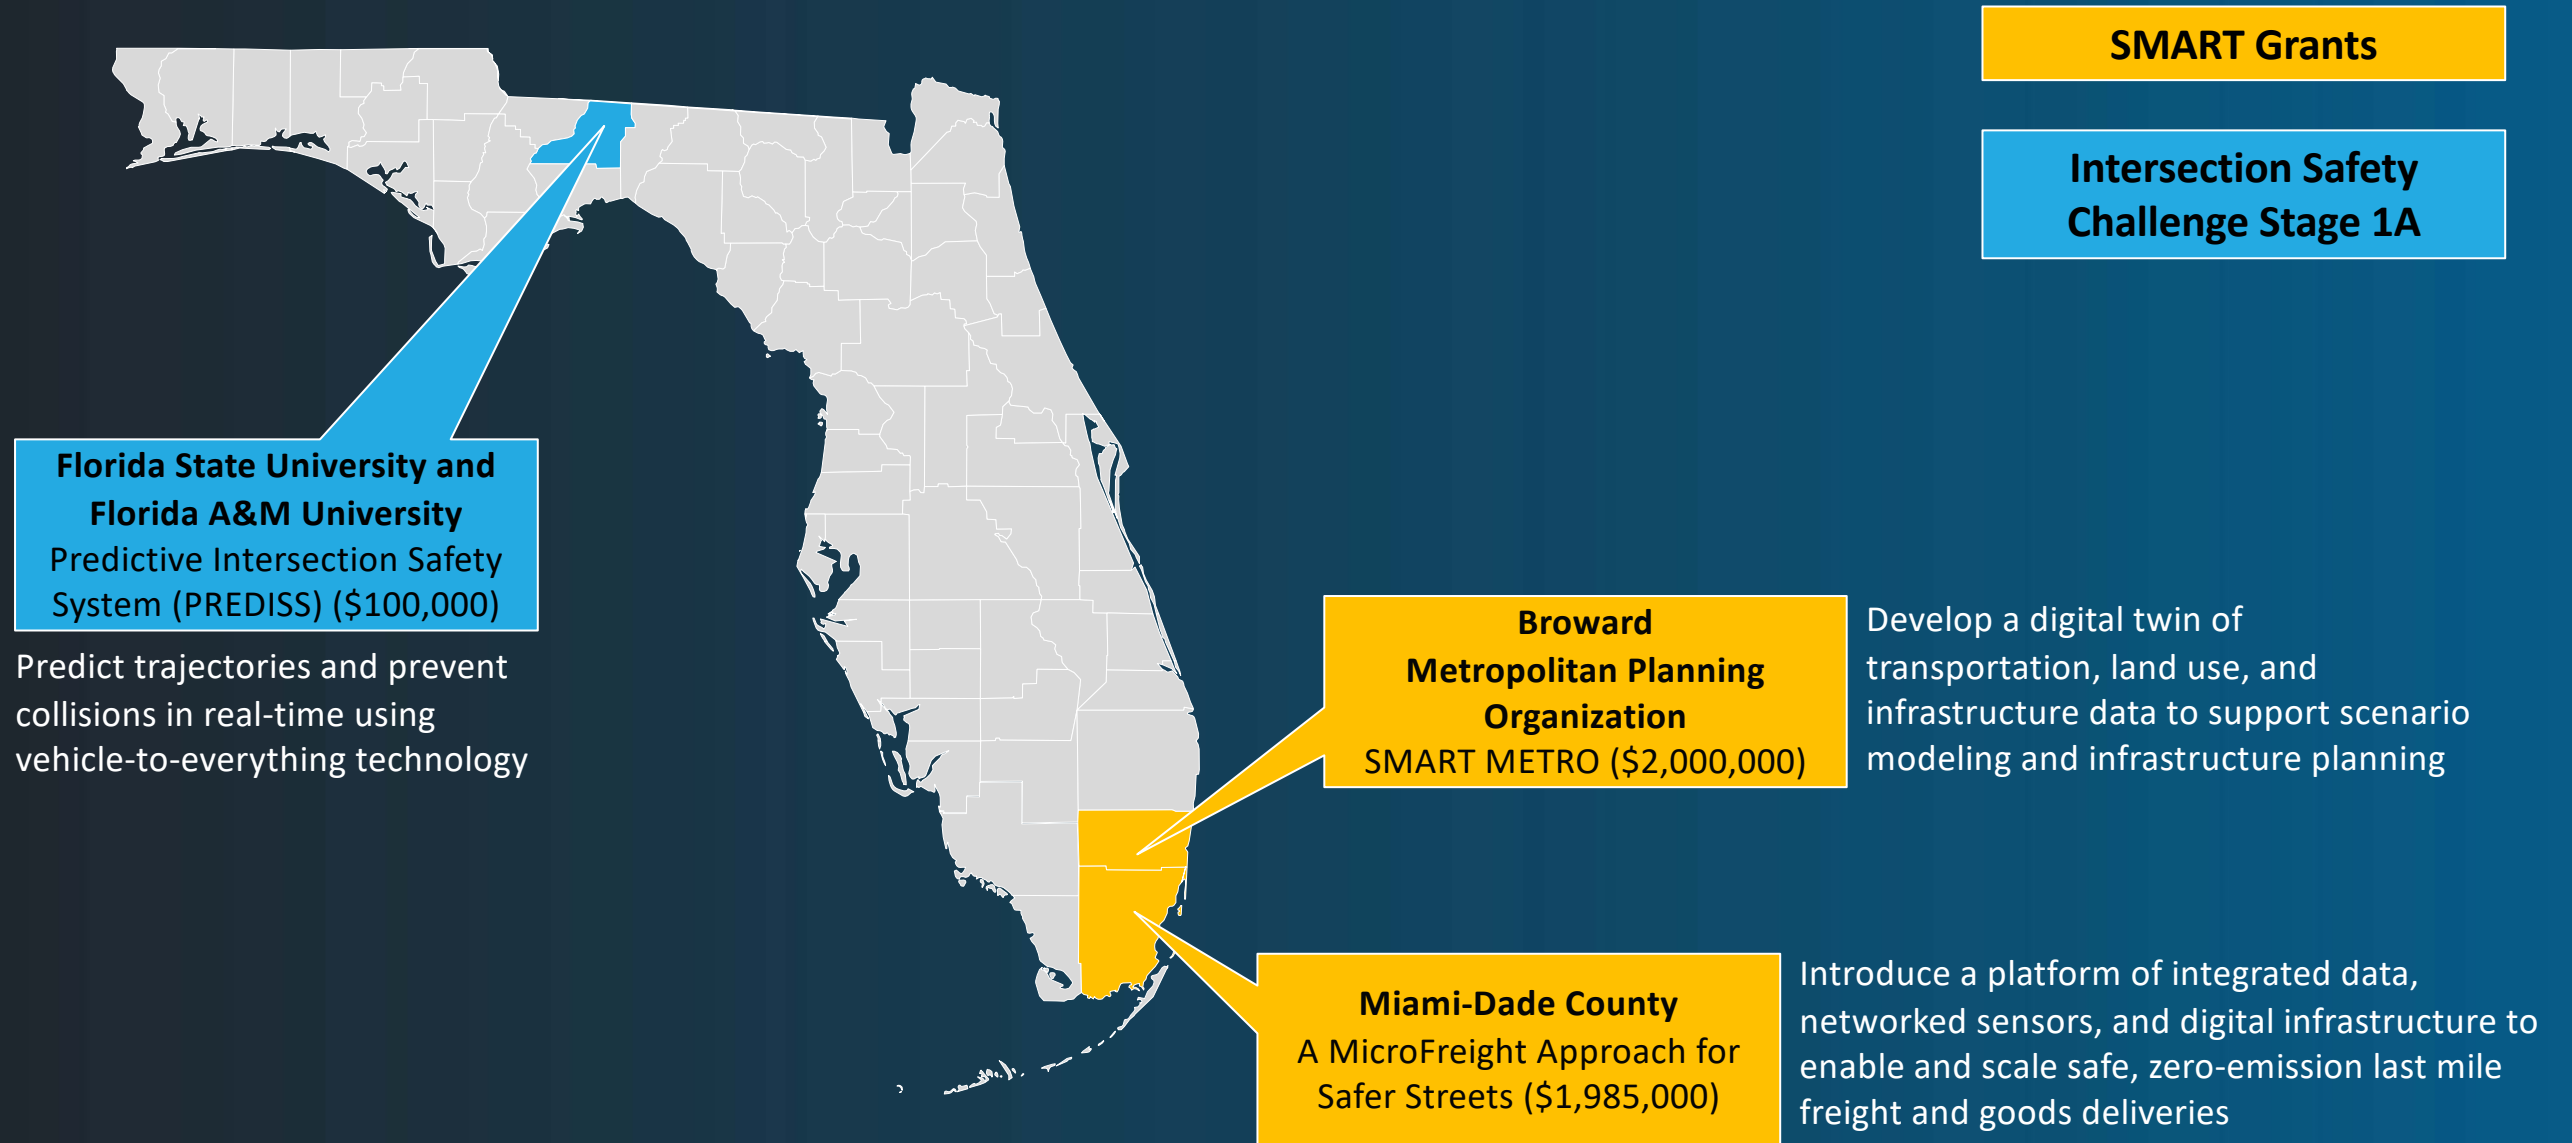 SMART Grants
Intersection Safety
Challenge Stage 1A
Florida State University and
Florida A&M University
Predictive Intersection Safety
System (PREDISS) ($100,000)
Predict trajectories and prevent
collisions in real-time using
vehicle-to-everything technology
Broward
Metropolitan Planning
Organization
SMART METRO ($2,000,000)
Develop a digital twin of
transportation, land use, and
infrastructure data to support scenario
modeling and infrastructure planning
Miami-Dade County
A MicroFreight Approach for
Safer Streets ($1,985,000)
Introduce a platform of integrated data,
networked sensors, and digital infrastructure to
enable and scale safe, zero-emission last mile
freight and goods deliveries